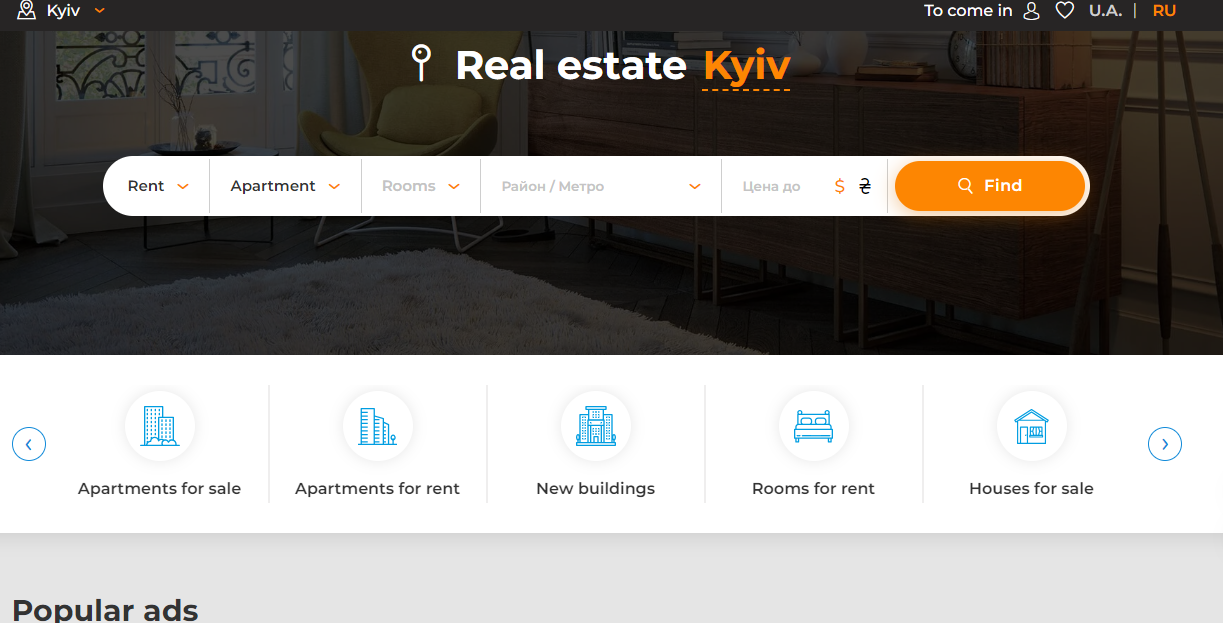 Kyiv
To come in U.A. | RU
Real estate Kyiv
Rent Apartment Rooms Район / Метро Цена до $ ₴ Find
Apartments for sale Apartments for rent New buildings Rooms for rent Houses for sale
Popular ads